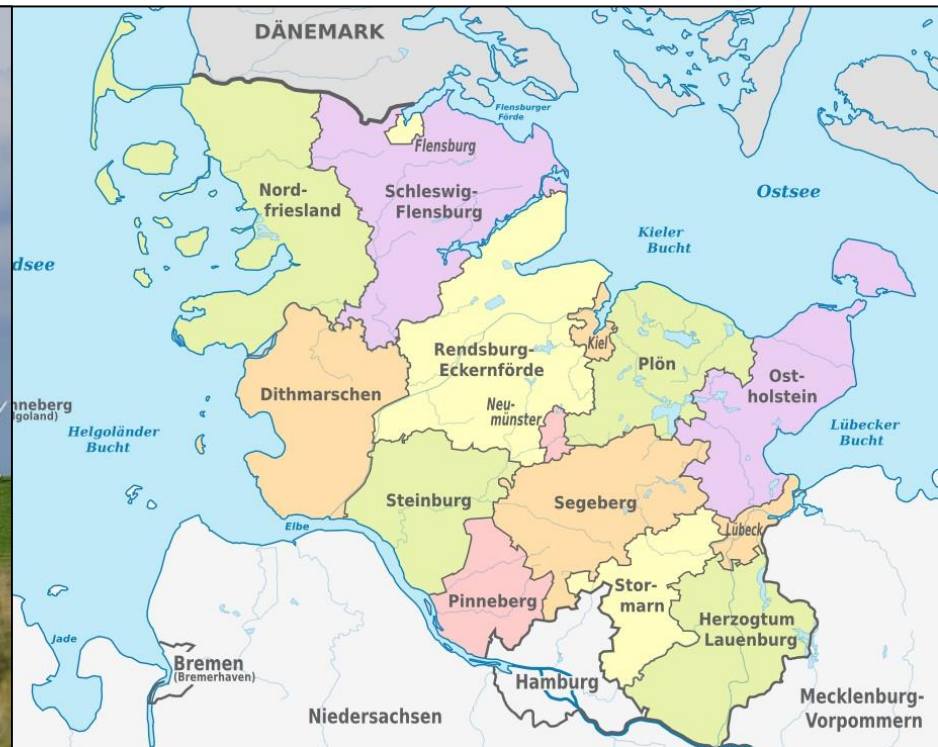 DÄNEMARK
Flensburger
Förde
Flensburg
Nord-
friesland
Schleswig-
Flensburg
Ostsee
Kieler
Bucht
dsee
Rendsburg-
Eckernförde
Kiel
Plön
Ost-
holstein
Dithmarschen
Neu-
münster
nneberg
lgoland)
Helgoländer
Bucht
Lübecker
Bucht
Steinburg
Segeberg
Elbe
Lübeck
Pinneberg
Stor-
marn
Herzogtum
Lauenburg
Jade
Bremen
(Bremerhaven)
Hamburg
Niedersachsen
Mecklenburg-
Vorpommern